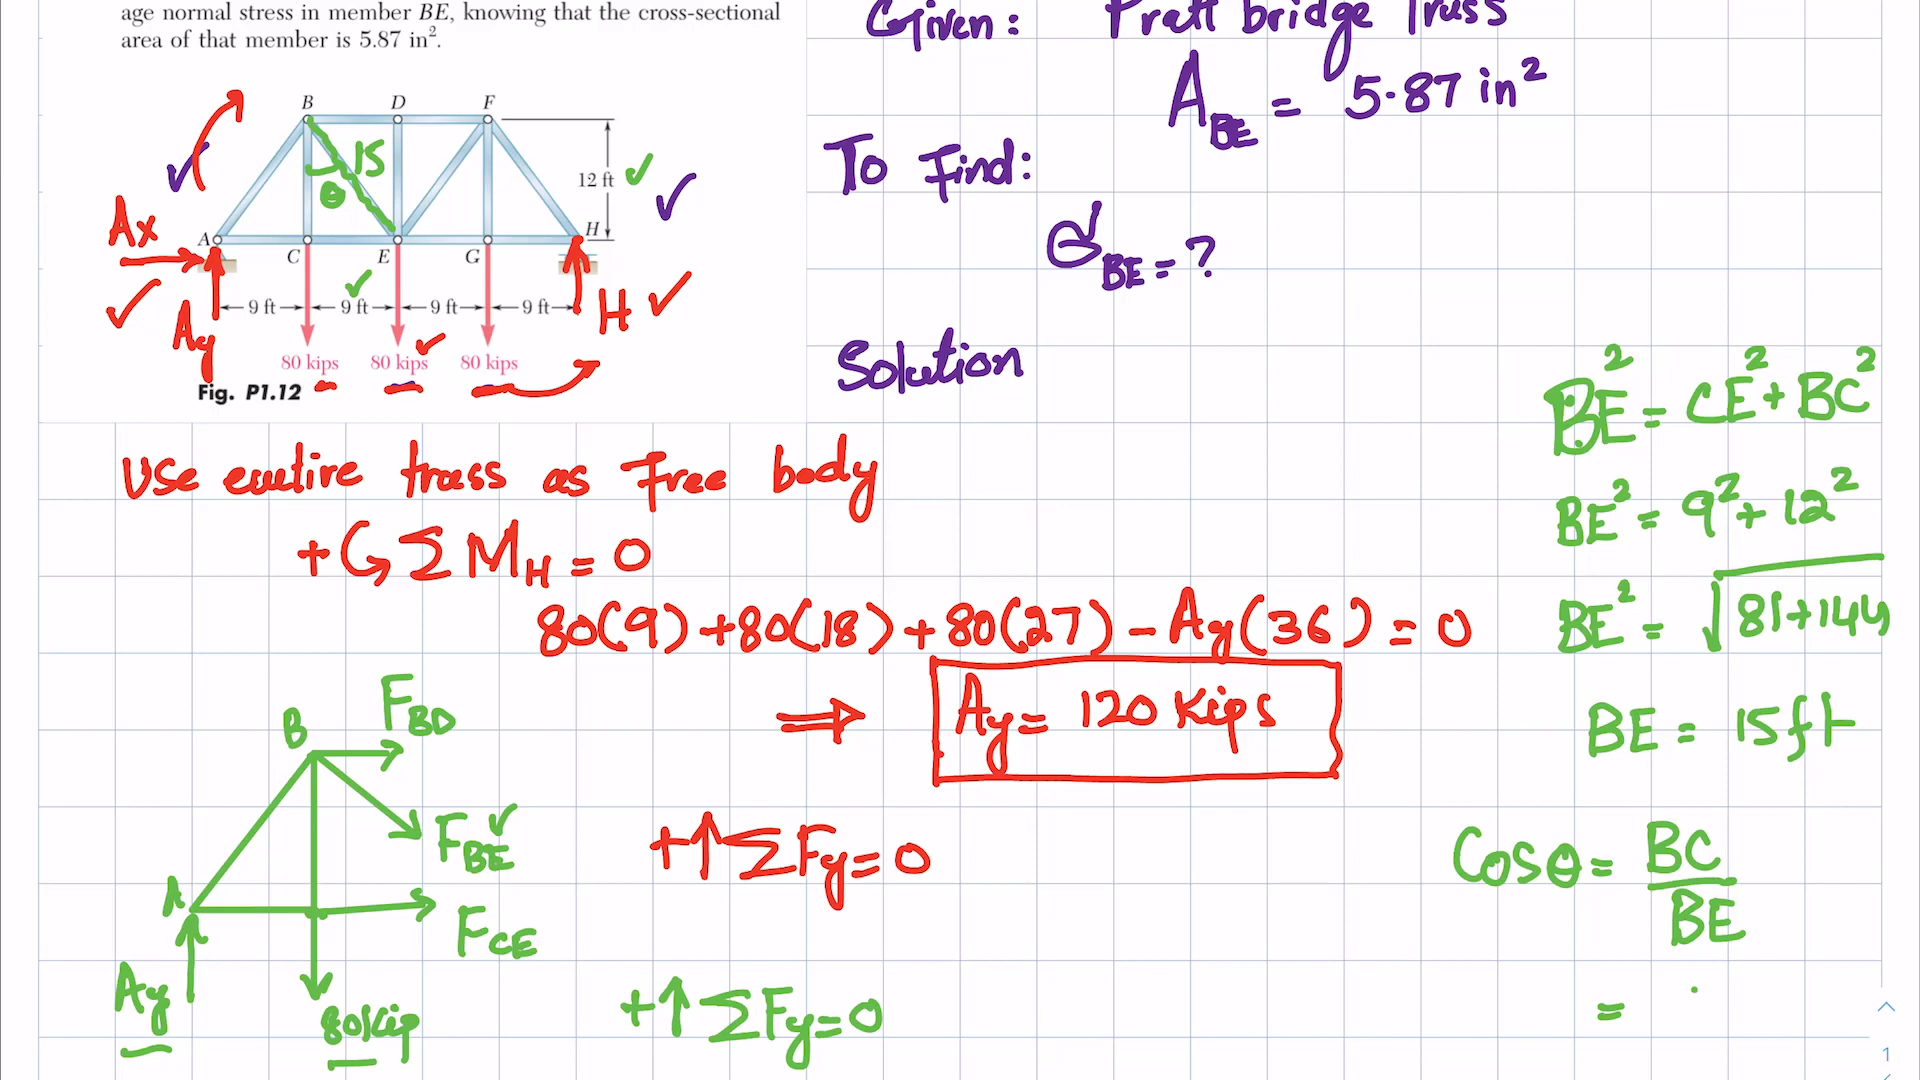 age normal stress in member BE, knowing that the cross-sectional
area of that member is 5.87 in².
Given: Pratt bridge Truss
A_BE = 5.87 in²
To Find:
σ_BE = ?
Solution
B D F
15
θ
12 ft
Ax
A C E G H
9 ft 9 ft 9 ft 9 ft
Ay
H
80 kips 80 kips 80 kips
Fig. P1.12
Use entire truss as Free body
+ ΣM_H = 0
80(9) + 80(18) + 80(27) - Ay(36) = 0
⇒ Ay = 120 Kips
+↑ΣFy = 0
B F_BD
F_BE
A
F_CE
Ay
80kip
+↑ΣFy = 0
BE² = CE² + BC²
BE² = 9² + 12²
BE² = √81+144
BE = 15ft
Cosθ = BC/BE
=
1